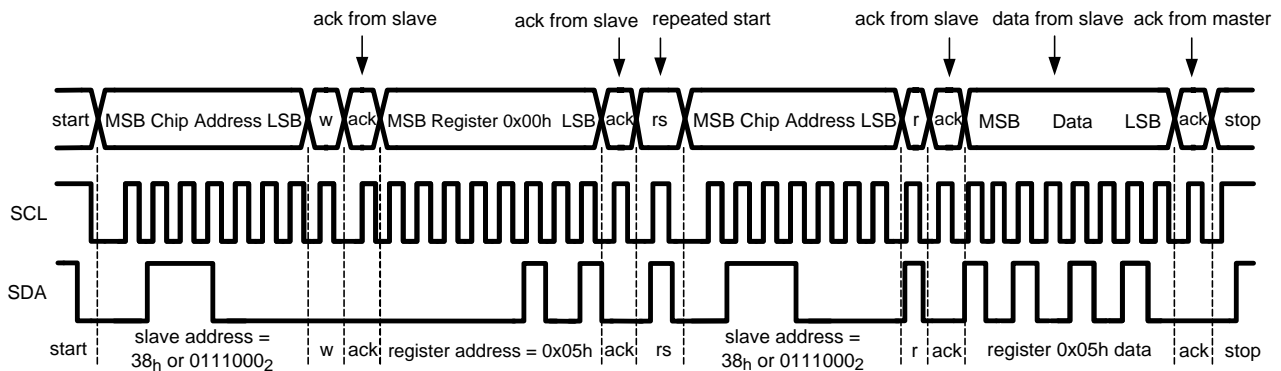 ack from slave
ack from slave repeated start ack from slave data from slave ack from master
start MSB Chip Address LSB w ack MSB Register 0x00h LSB ack rs MSB Chip Address LSB r ack MSB Data LSB ack stop
SCL
SDA
start slave address = 38h or 01110002 w ack register address = 0x05h ack rs slave address = 38h or 01110002 r ack register 0x05h data ack stop